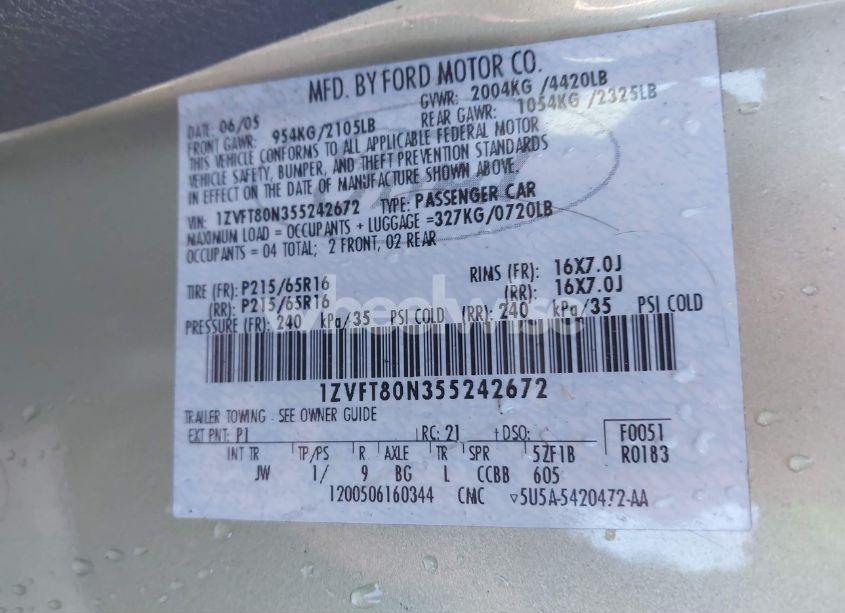 MFD. BY FORD MOTOR CO.
DATE: 06/05 GVWR: 2004KG /4420LB
FRONT GAWR: 954KG/2105LB REAR GAWR: 1054KG /2325LB
THIS VEHICLE CONFORMS TO ALL APPLICABLE FEDERAL MOTOR
VEHICLE SAFETY, BUMPER, AND THEFT PREVENTION STANDARDS
IN EFFECT ON THE DATE OF MANUFACTURE SHOWN ABOVE.
VIN: 1ZVFT80N355242672 TYPE: PASSENGER CAR
MAXIMUM LOAD = OCCUPANTS + LUGGAGE =327KG/0720LB
OCCUPANTS = 04 TOTAL; 2 FRONT, 02 REAR
TIRE (FR): P215/65R16 RIMS (FR): 16X7.0J
(RR): P215/65R16 (RR): 16X7.0J
PRESSURE (FR): 240 kPa/35 PSI COLD (RR): 240 kPa/35 PSI COLD
wheelwise
1ZVFT80N355242672
TRAILER TOWING - SEE OWNER GUIDE
EXT PNT: P1 RC: 21 DSO: F0051
INT TR TP/PS R AXLE TR SPR 5ZF1B R0183
JW 1/ 9 BG L CCBB 605
1200506160344 CMC ▽5U5A-5420472-AA